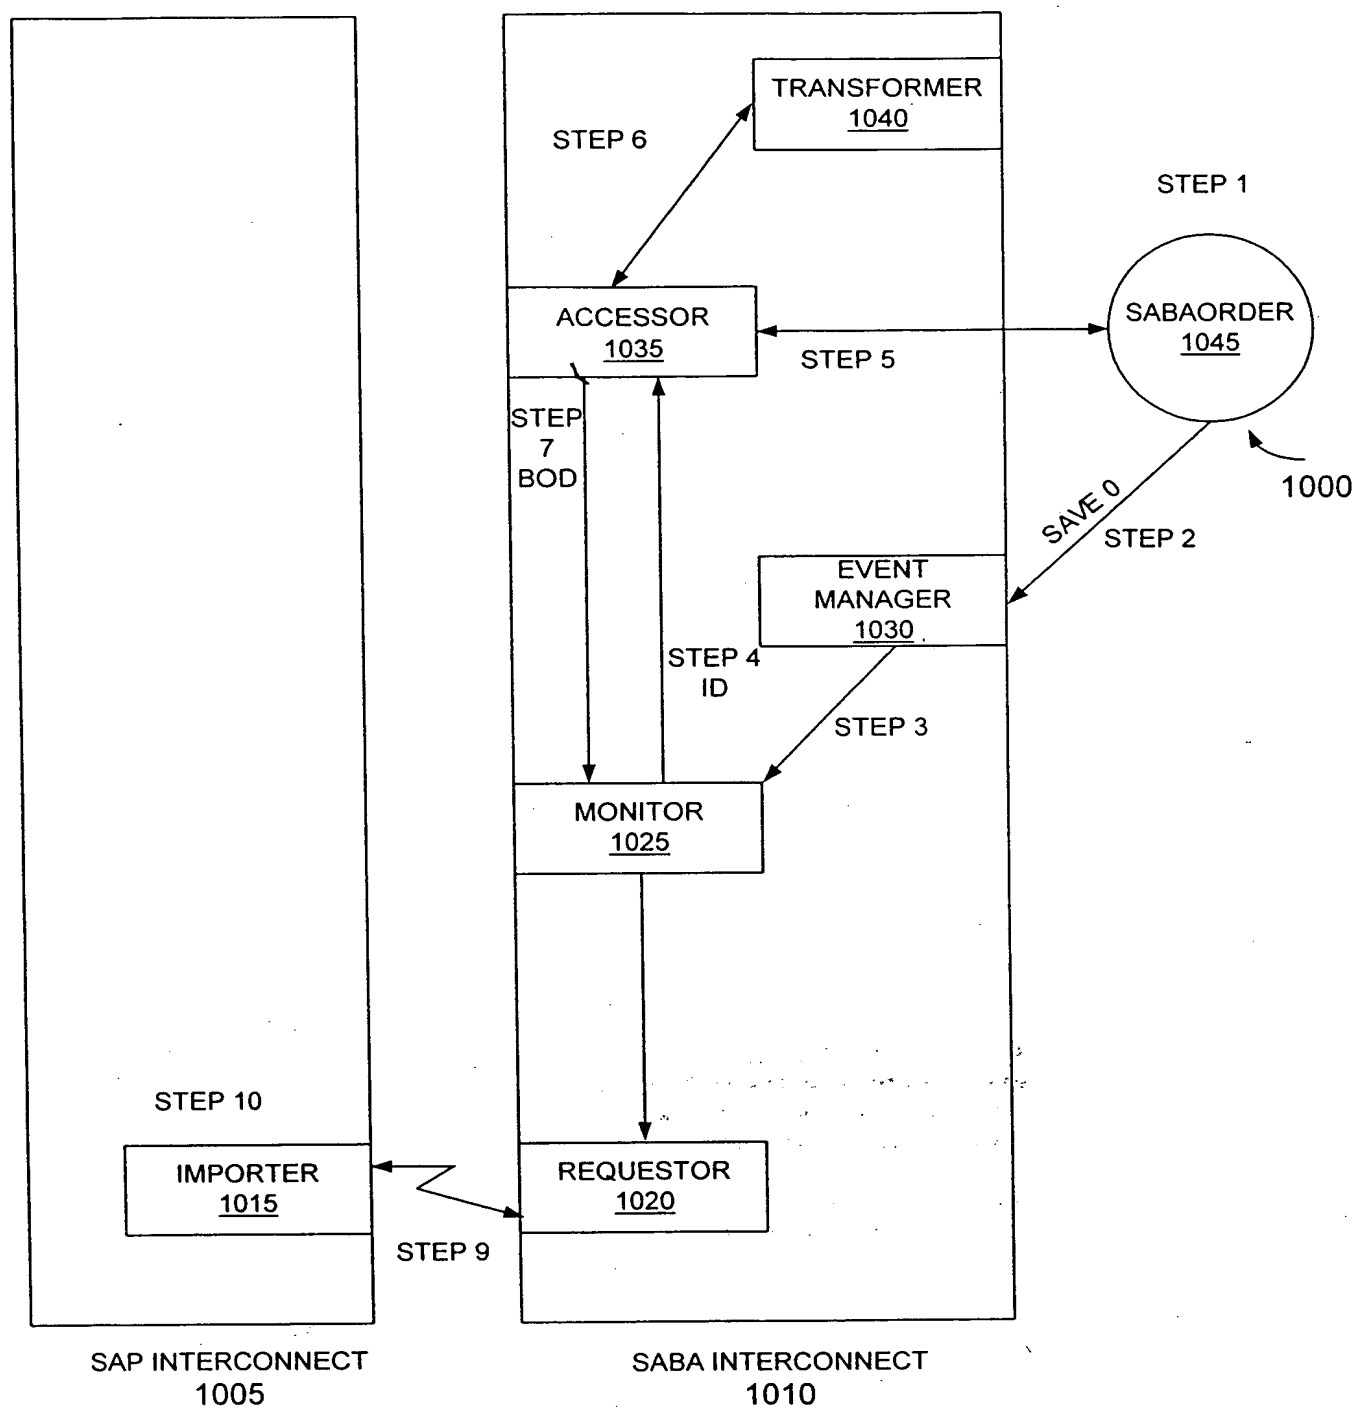 TRANSFORMER
1040
STEP 6
STEP 1
ACCESSOR
1035
STEP 5
SABAORDER
1045
STEP
7
BOD
1000
SAVE 0
STEP 2
EVENT
MANAGER
1030
STEP 4
ID
STEP 3
MONITOR
1025
STEP 10
IMPORTER
1015
REQUESTOR
1020
STEP 9
SAP INTERCONNECT
1005
SABA INTERCONNECT
1010